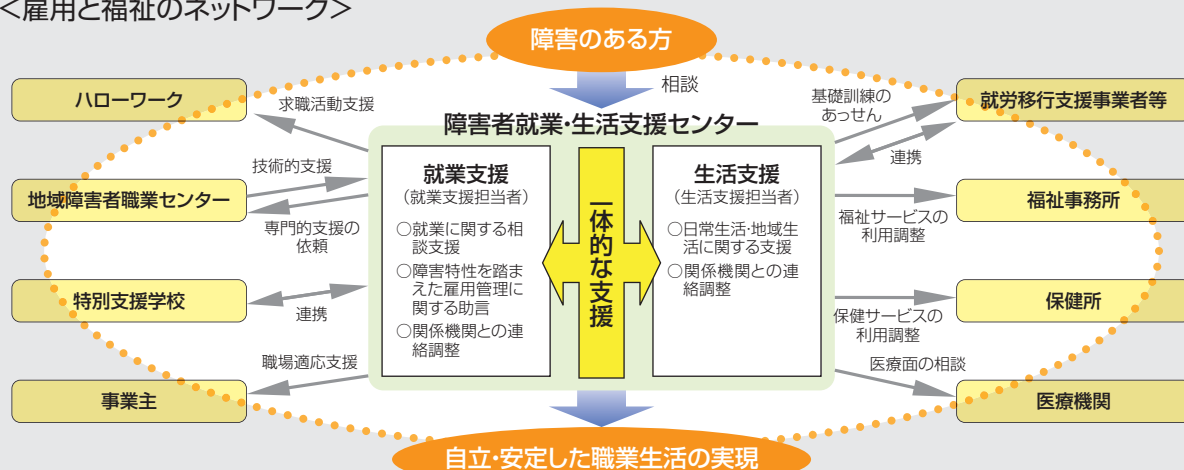 ＜雇用と福祉のネットワーク＞
障害のある方
相談
ハローワーク
求職活動支援
地域障害者職業センター
技術的支援
専門的支援の
依頼
特別支援学校
連携
事業主
職場適応支援
障害者就業・生活支援センター
就業支援
（就業支援担当者）
○就業に関する相
談支援
○障害特性を踏ま
えた雇用管理に
関する助言
○関係機関との連
絡調整
一体的な支援
生活支援
（生活支援担当者）
○日常生活・地域生
活に関する支援
○関係機関との連
絡調整
基礎訓練の
あっせん
連携
就労移行支援事業者等
福祉サービスの
利用調整
福祉事務所
保健サービスの
利用調整
保健所
医療面の相談
医療機関
自立・安定した職業生活の実現